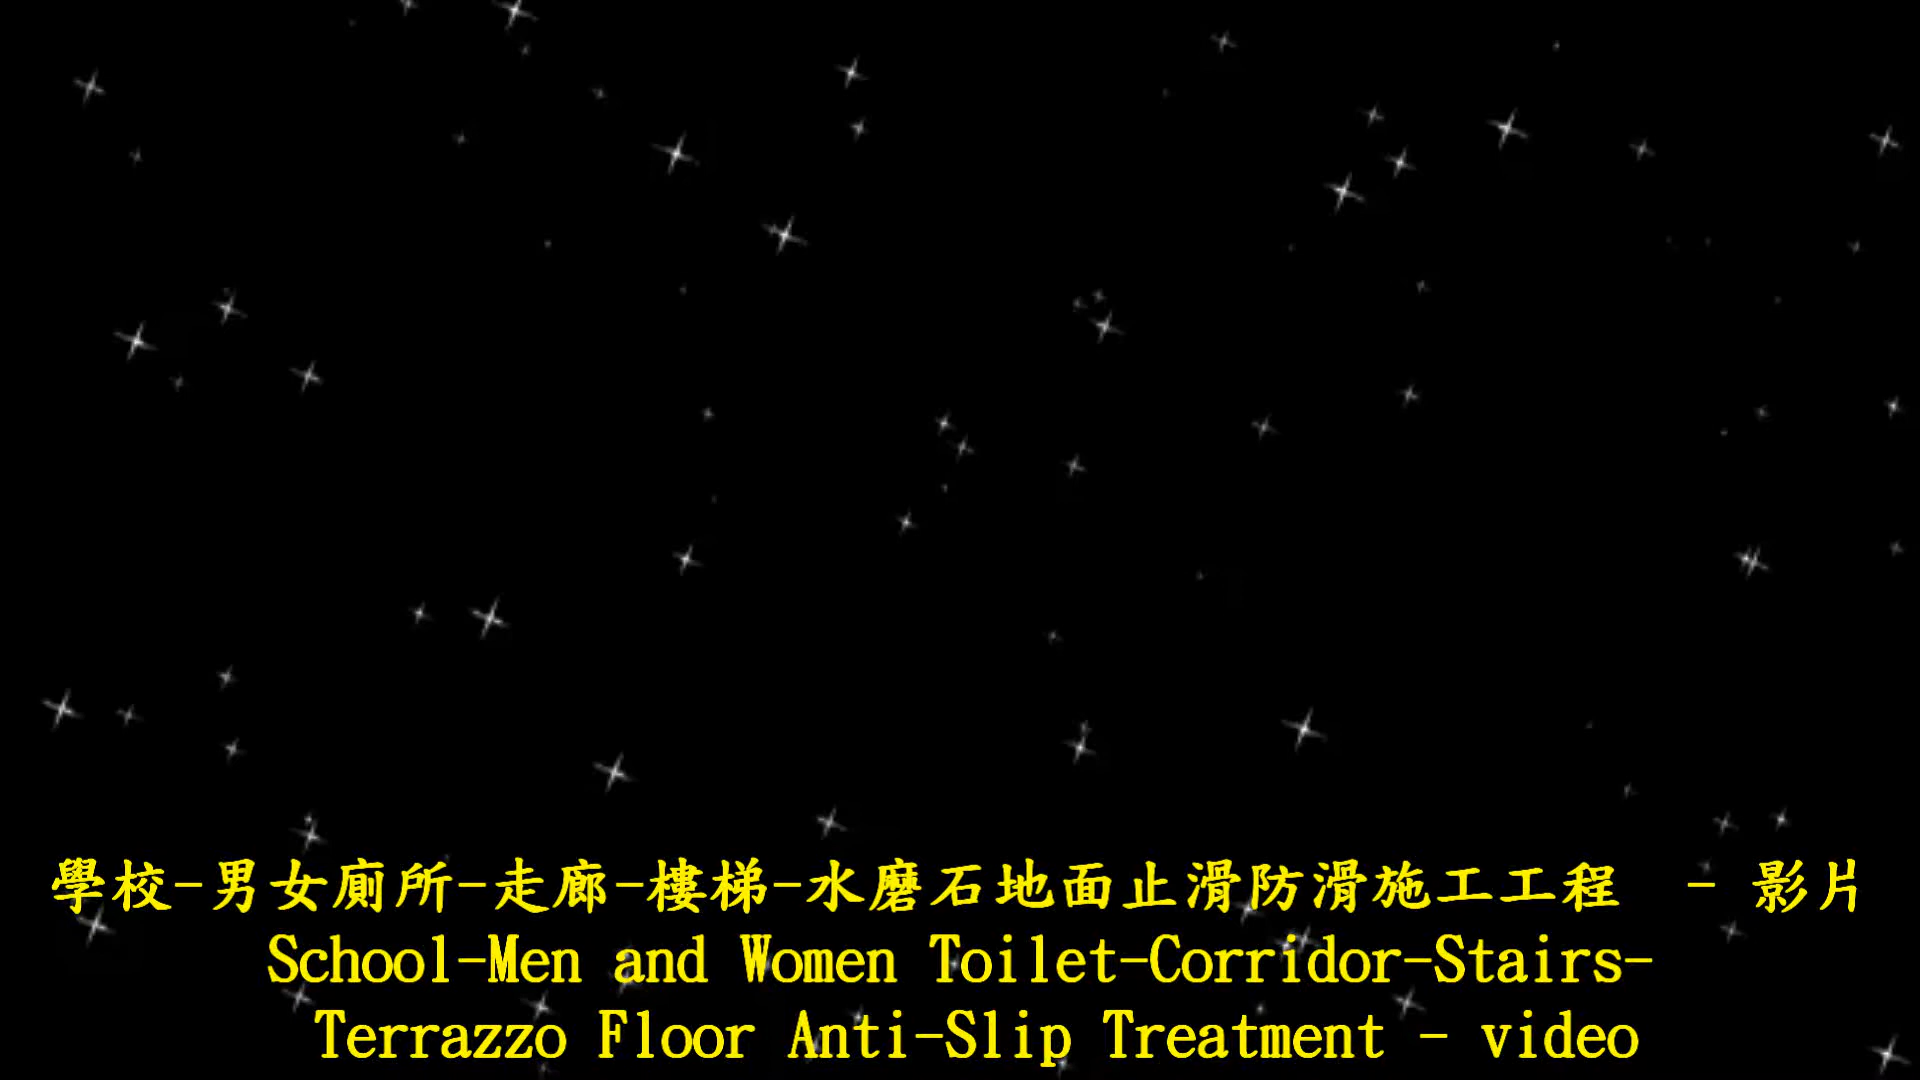 學校-男女廁所-走廊-樓梯-水磨石地面止滑防滑施工工程 - 影片
School-Men and Women Toilet-Corridor-Stairs-
Terrazzo Floor Anti-Slip Treatment - video